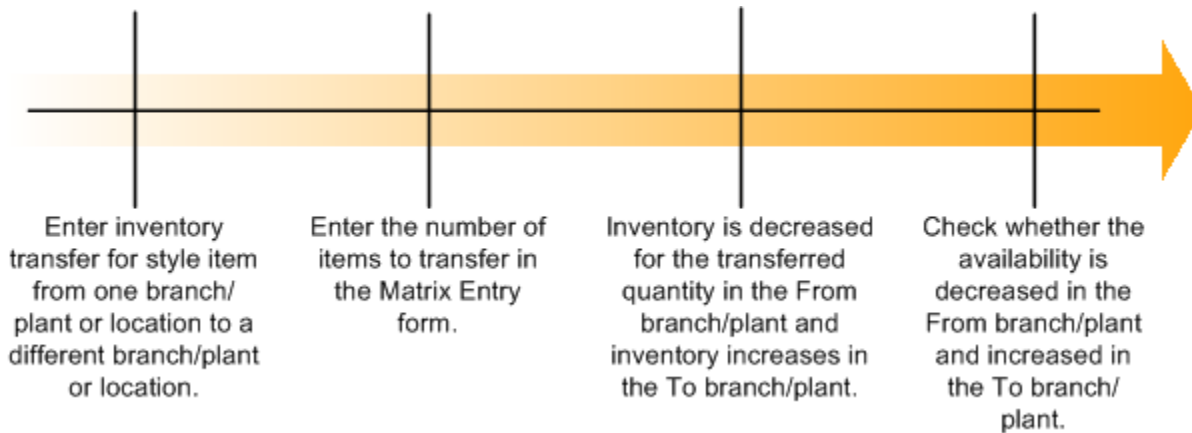 Enter inventory
transfer for style item
from one branch/
plant or location to a
different branch/plant
or location.
Enter the number of
items to transfer in
the Matrix Entry
form.
Inventory is decreased
for the transferred
quantity in the From
branch/plant and
inventory increases in
the To branch/plant.
Check whether the
availability is
decreased in the
From branch/plant
and increased in
the To branch/
plant.